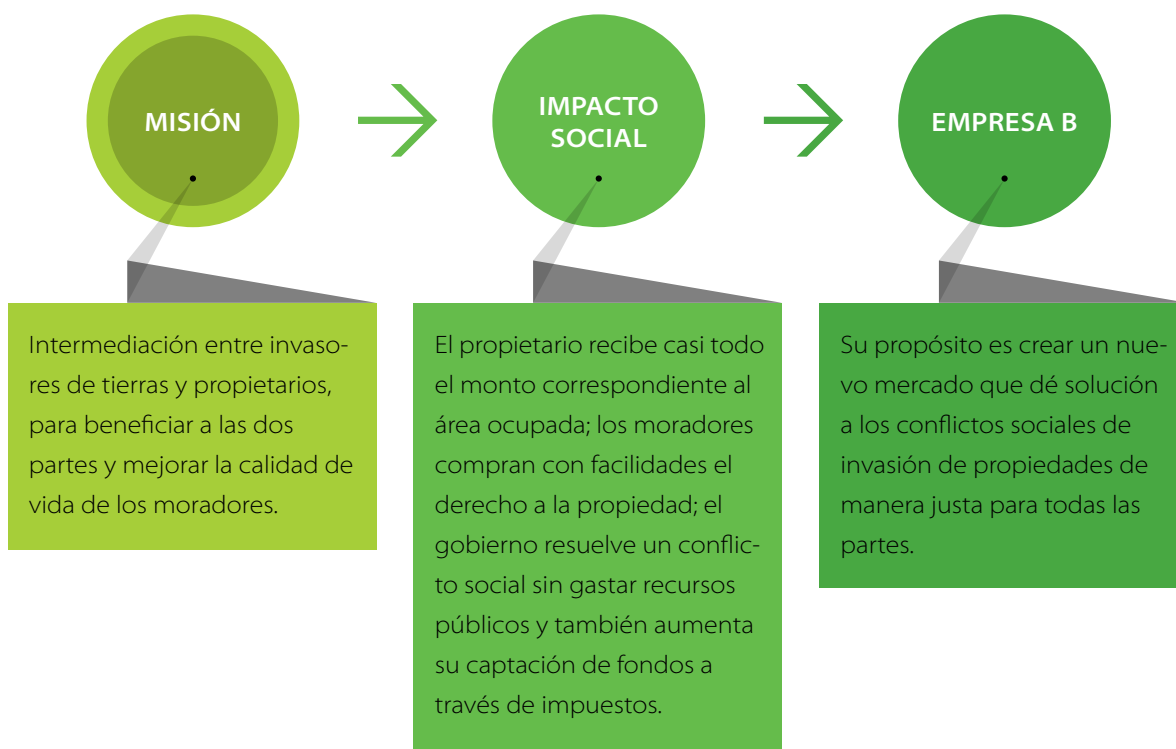 MISIÓN
IMPACTO
SOCIAL
EMPRESA B
Intermediación entre invaso-
res de tierras y propietarios,
para beneficiar a las dos
partes y mejorar la calidad de
vida de los moradores.
El propietario recibe casi todo
el monto correspondiente al
área ocupada; los moradores
compran con facilidades el
derecho a la propiedad; el
gobierno resuelve un conflic-
to social sin gastar recursos
públicos y también aumenta
su captación de fondos a
través de impuestos.
Su propósito es crear un nue-
vo mercado que dé solución
a los conflictos sociales de
invasión de propiedades de
manera justa para todas las
partes.